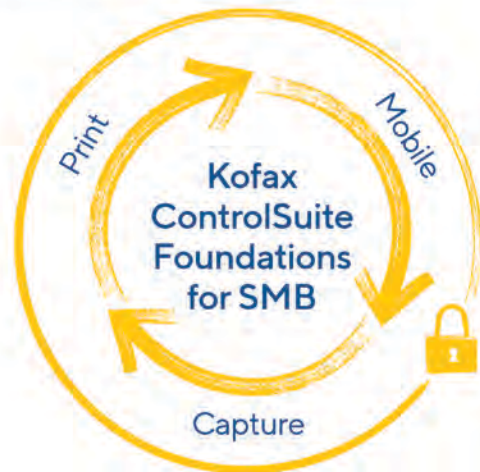 Print
Mobile
Kofax
ControlSuite
Foundations
for SMB
Capture